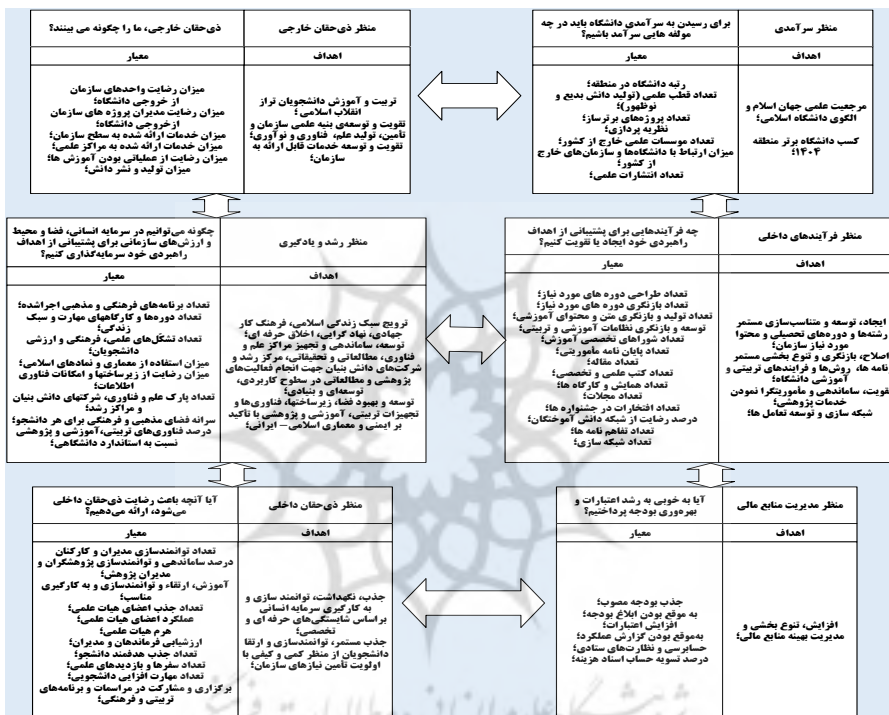 منظر سرآمدی
برای رسیدن به سرآمدی دانشگاه باید در چه
مولفه هایی سرآمد باشیم؟
اهداف
معیار
مرجعیت علمی جهان اسلام و
الگوی دانشگاه اسلامی؛
کسب دانشگاه برتر منطقه
۱۴۰۴؛
رتبه دانشگاه در منطقه؛
تعداد قطب علمی (تولید دانش بدیع و
نوظهور)؛
تعداد پروژه‌های برترساز؛
نظریه پردازی؛
تعداد موسسات علمی خارج از کشور؛
میزان ارتباط با دانشگاه‌ها و سازمان‌های خارج
از کشور؛
تعداد انتشارات علمی؛
منظر ذی‌حقان خارجی
ذی‌حقان خارجی، ما را چگونه می بینند؟
اهداف
معیار
تربیت و آموزش دانشجویان تراز
انقلاب اسلامی ؛
تقویت و توسعه‌ی بنیه علمی سازمان و
تأمین، تولید علم، فناوری و نوآوری؛
تقویت و توسعه خدمات قابل ارائه به
سازمان؛
میزان رضایت واحدهای سازمان
از خروجی دانشگاه؛
میزان رضایت مدیران پروژه های سازمان
ازخروجی دانشگاه؛
میزان خدمات ارائه شده به سطح سازمان؛
میزان خدمات ارائه شده به مراکز علمی؛
میزان رضایت از عملیاتی بودن آموزش ها؛
میزان تولید و نشر دانش؛
منظر فرآیندهای داخلی
چه فرآیندهایی برای پشتیبانی از اهداف
راهبردی خود ایجاد یا تقویت کنیم؟
اهداف
معیار
ایجاد، توسعه و متناسب‌سازی مستمر
رشته‌ها و دوره‌های تحصیلی و محتوا
مورد نیاز سازمان؛
اصلاح، بازنگری و تنوع بخشی مستمر
نامه ها، روش‌ها و فرایندهای تربیتی و
آموزشی دانشگاه؛
قویت، ساماندهی و مأموریتگرا نمودن
خدمات پژوهشی؛
شبکه سازی و توسعه تعامل ها؛
تعداد طراحی دوره های مورد نیاز؛
تعداد بازنگری دوره های مورد نیاز؛
تعداد تولید و بازنگری متن و محتوای آموزشی؛
توسعه و بازنگری نظامات آموزشی و تربیتی؛
تعداد شوراهای تخصصی آموزش؛
تعداد پایان نامه مأموریتی؛
تعداد مقاله؛
تعداد کتب علمی و تخصصی؛
تعداد همایش و کارگاه ها؛
تعداد مجلات؛
تعداد افتخارات در جشنواره ها؛
درصد رضایت از شبکه دانش آموختگان؛
تعداد تفاهم نامه ها؛
تعداد شبکه سازی؛
منظر رشد و یادگیری
چگونه می‌توانیم در سرمایه انسانی، فضا و محیط
و ارزش‌های سازمانی برای پشتیبانی از اهداف
راهبردی خود سرمایه‌گذاری کنیم؟
اهداف
معیار
ترویج سبک زندگی اسلامی، فرهنگ کار
جهادی، نهاد گرایی، اخلاق حرفه ای؛
توسعه، ساماندهی و تجهیز مراکز علم و
فناوری، مطالعاتی و تحقیقاتی، مرکز رشد و
شرکت‌های دانش بنیان جهت انجام فعالیت‌های
پژوهشی و مطالعاتی در سطوح کاربردی،
توسعه‌ای و بنیادی؛
توسعه و بهبود فضا، زیرساختها، فناوری‌ها و
تجهیزات تربیتی، آموزشی و پژوهشی با تأکید
بر ایمنی و معماری اسلامی– ایرانی؛
تعداد برنامه‌های فرهنگی و مذهبی اجراشده؛
تعداد دوره‌ها و کارگاههای مهارت و سبک
زندگی؛
تعداد تشکّل‌های علمی، فرهنگی و ارزشی
دانشجویان؛
میزان استفاده از معماری و نمادهای اسلامی؛
میزان رضایت از زیرساختها و امکانات فناوری
اطلاعات؛
تعداد پارک علم و فناوری، شرکتهای دانش بنیان
و مراکز رشد؛
سرانه فضای مذهبی و فرهنگی برای هر دانشجو؛
درصد فناوری‌های تربیتی،آموزشی و پژوهشی
نسبت به استاندارد دانشگاهی؛
منظر مدیریت منابع مالی
آیا به خوبی به رشد اعتبارات و
بهره‌وری بودجه پرداختیم؟
اهداف
معیار
افزایش، تنوع بخشی و
مدیریت بهینه منابع مالی؛
جذب بودجه مصوب؛
به موقع بودن ابلاغ بودجه؛
افزایش اعتبارات؛
به‌موقع بودن گزارش عملکرد؛
حسابرسی و نظارت‌های ستادی؛
درصد تسویه حساب اسناد هزینه؛
منظر ذی‌حقان داخلی
آیا آنچه باعث رضایت ذی‌حقان داخلی
می‌شود، ارائه می‌دهیم؟
اهداف
معیار
جذب، نگهداشت، توانمند سازی و
به کارگیری سرمایه انسانی
براساس شایستگی‌های حرفه ای و
تخصصی؛
جذب مستمر، توانمندسازی و ارتقا
دانشجویان از منظر کمی و کیفی با
اولویت تأمین نیازهای سازمان؛
تعداد توانمندسازی مدیران و کارکنان
درصد ساماندهی و توانمندسازی پژوهشگران و
مدیران پژوهش؛
آموزش، ارتقاء و توانمندسازی و به کارگیری
مناسب؛
تعداد جذب اعضای هیات علمی؛
عملکرد اعضای هیات علمی؛
هرم هیات علمی؛
ارزشیابی فرماندهان و مدیران؛
تعداد جذب هدفمند دانشجو؛
تعداد سفرها و بازدیدهای علمی؛
تعداد مهارت افزایی دانشجویی؛
برگزاری و مشارکت در مراسمات و برنامه‌های
تربیتی و فرهنگی؛